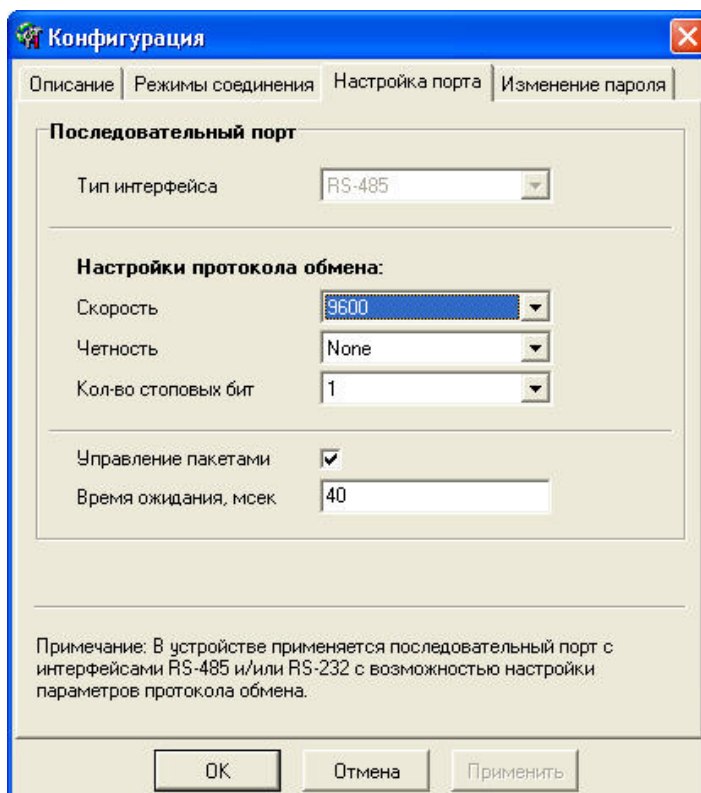 Конфигурация
Описание
Режимы соединения
Настройка порта
Изменение пароля
Последовательный порт
Тип интерфейса RS-485
Настройки протокола обмена:
Скорость 9600
Четность None
Кол-во стоповых бит 1
Управление пакетами
Время ожидания, мсек 40
Примечание: В устройстве применяется последовательный порт с
интерфейсами RS-485 и/или RS-232 с возможностью настройки
параметров протокола обмена.
OK Отмена Применить